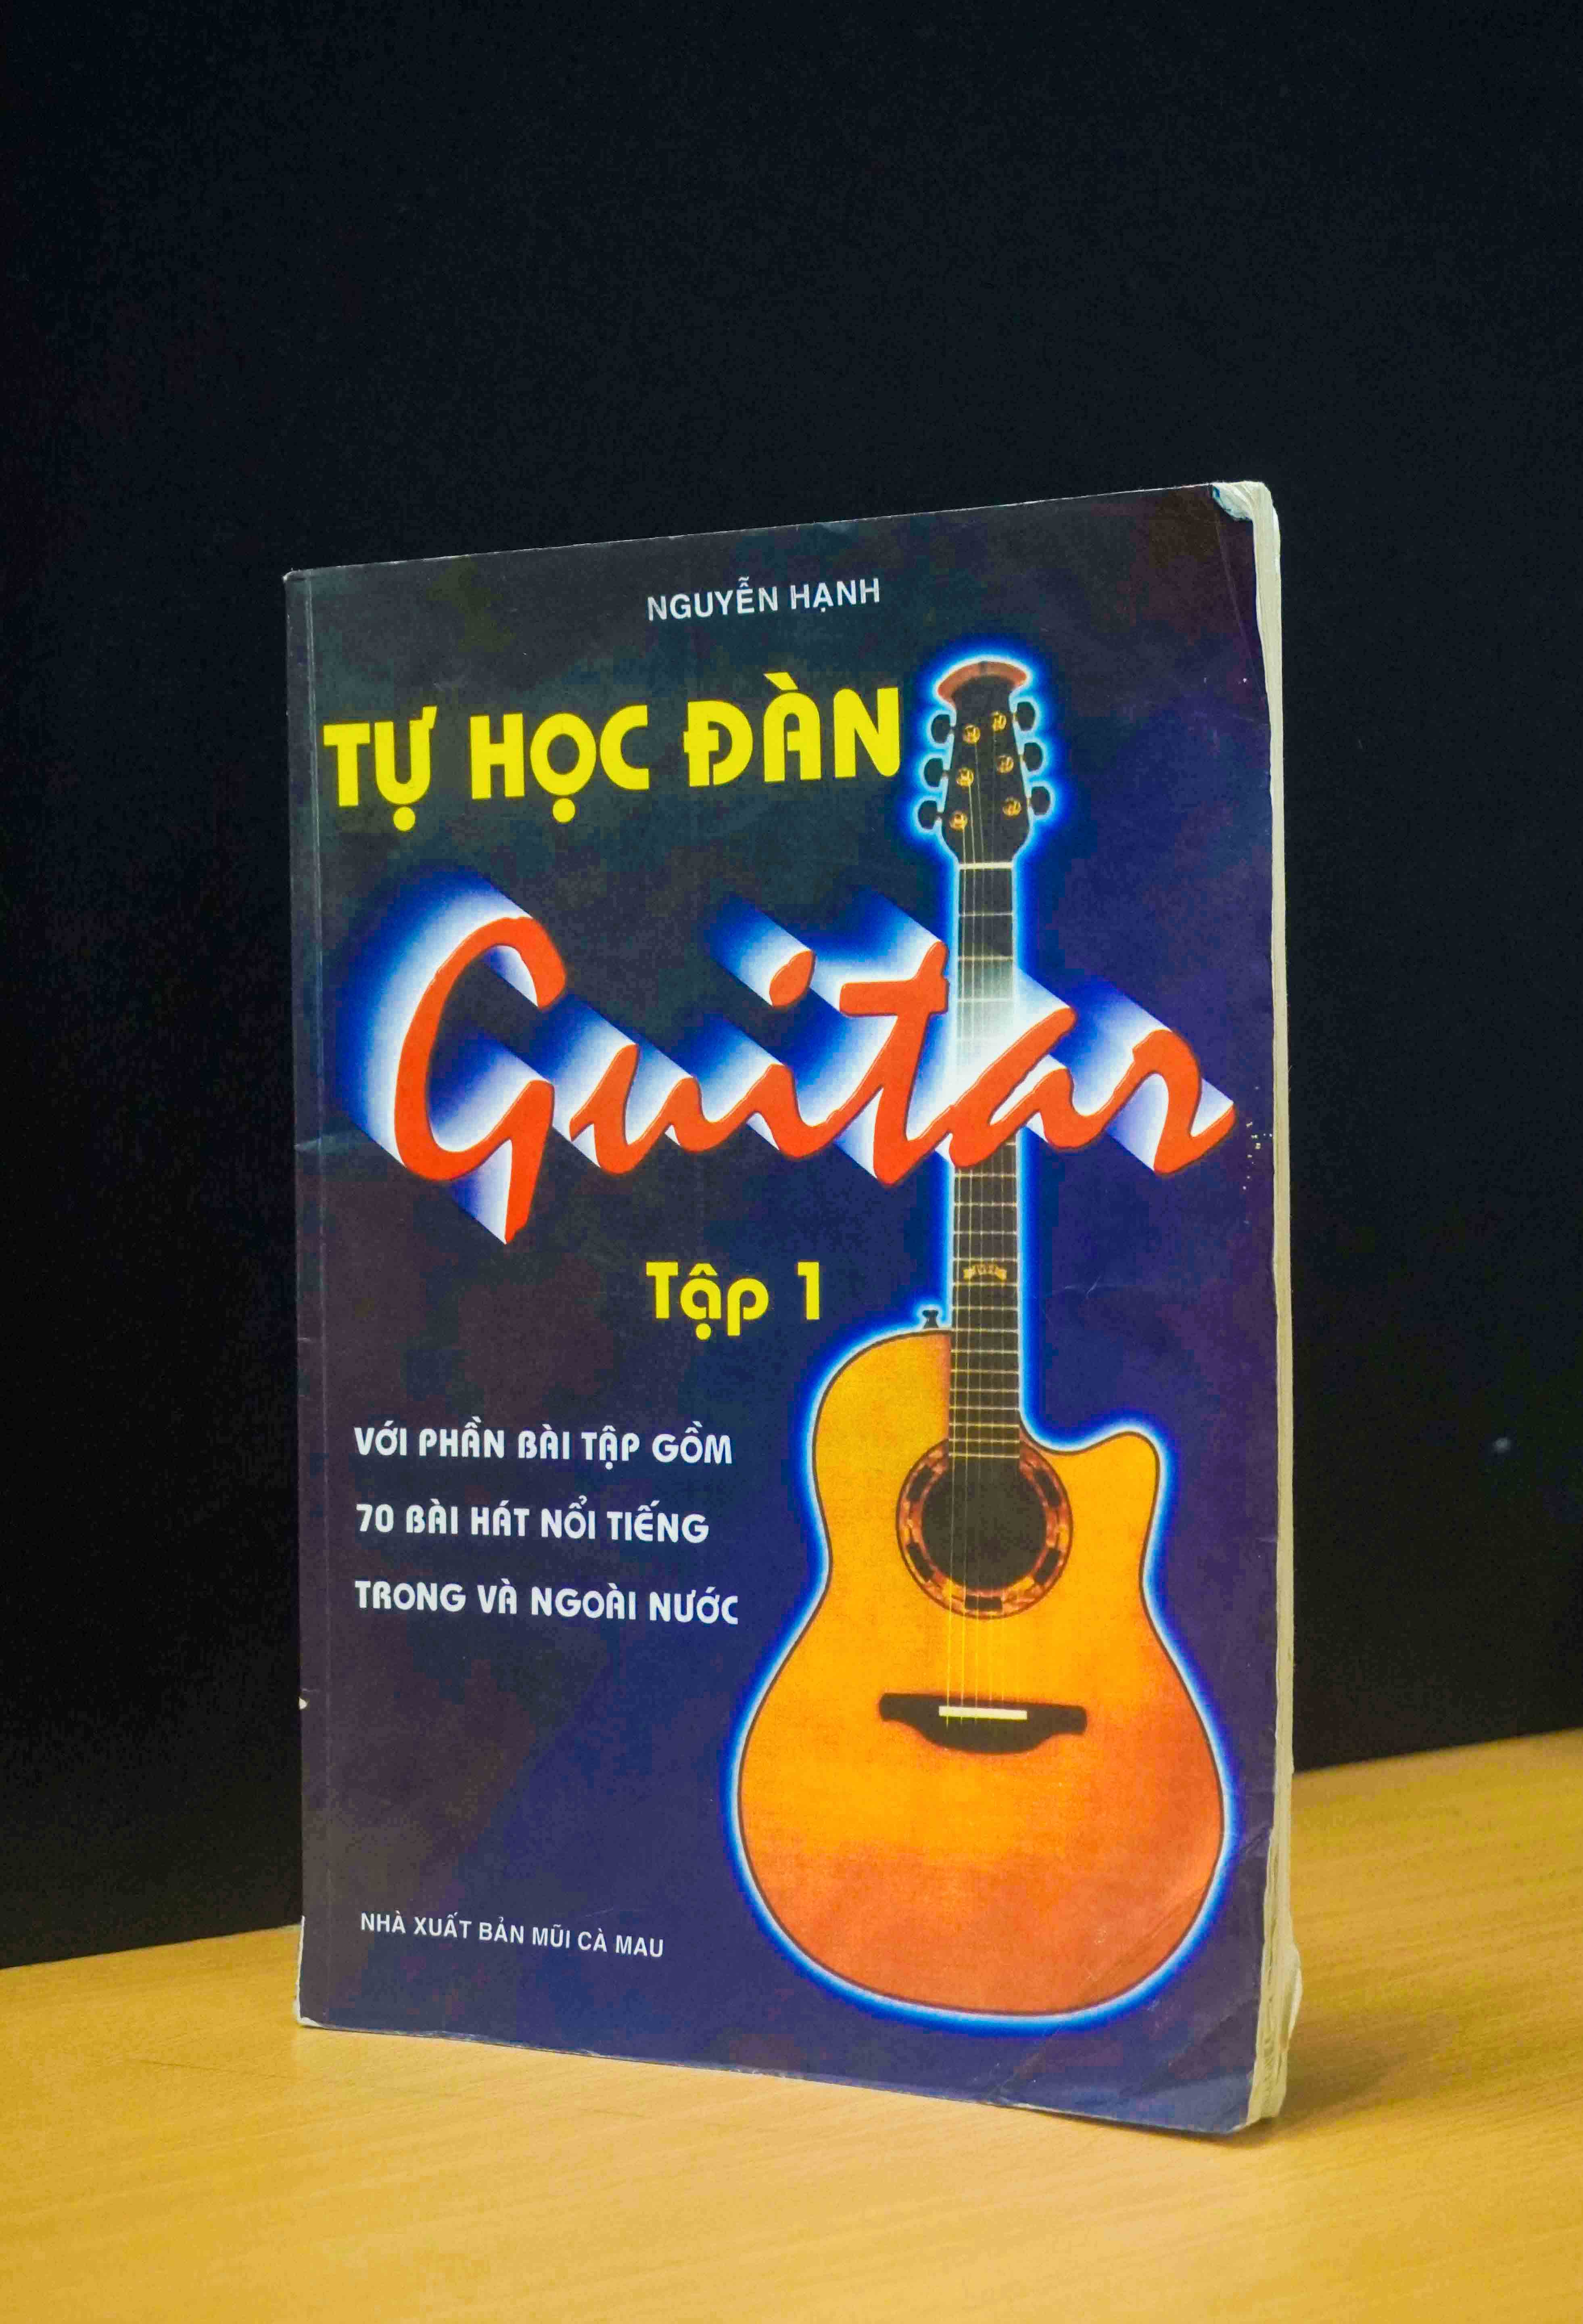 NGUYỄN HẠNH
TỰ HỌC ĐÀN
Guitar
Tập 1
VỚI PHẦN BÀI TẬP GỒM
70 BÀI HÁT NỔI TIẾNG
TRONG VÀ NGOÀI NƯỚC
NHÀ XUẤT BẢN MŨI CÀ MAU